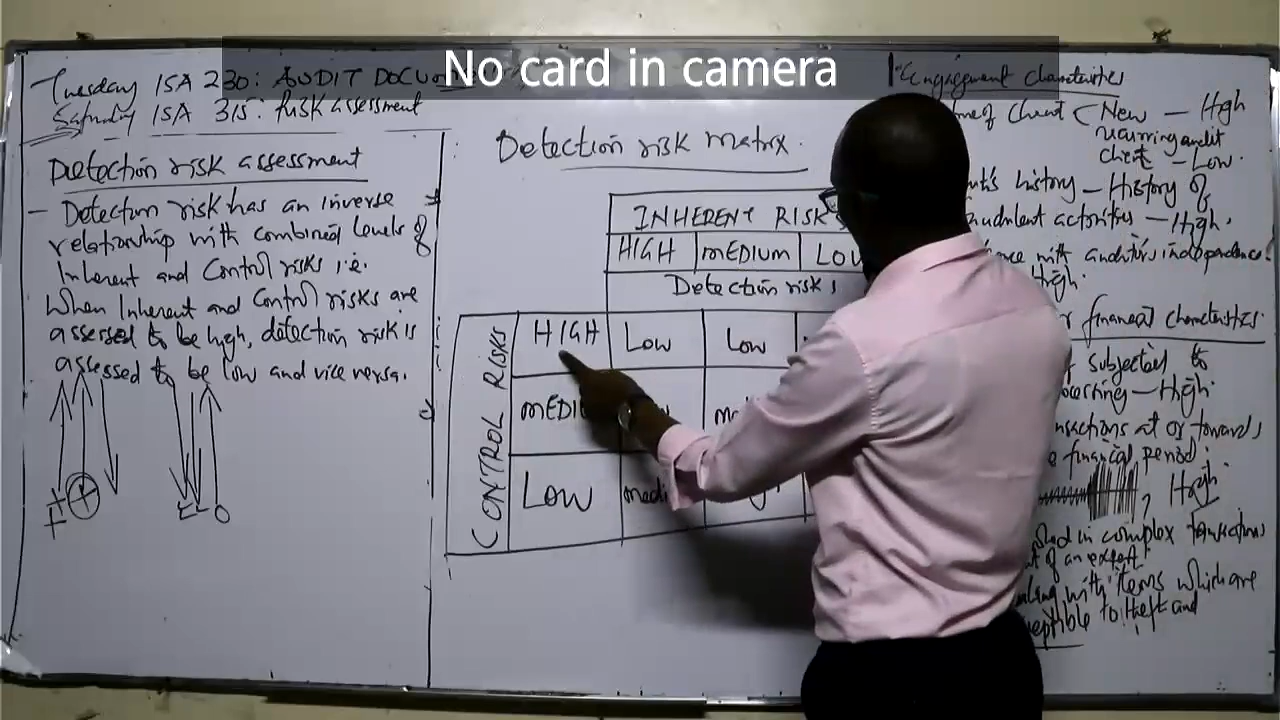 No card in camera
Tuesday ISA 230: AUDIT DOCU
Saturday ISA 315: RISK assessment
Detection risk assessment
- Detection risk has an inverse
relationship with combined levels of
Inherent and Control risks i.e.
When Inherent and Control risks are
assessed to be high, detection risk is
assessed to be low and vice versa.
Detection risk matrix.
INHERENT RISKS
HIGH MEDIUM LOW
Detection risks
CONTROL RISKS
HIGH Low Low
MEDIU
LOW medi
Engagement characteristics
of client New - High
recurring audit
client - Low.
history - History of
fraudulent activities - High.
with auditors independence.
High.
financial characteristics.
subjected to
High.
at or towards
financial period.
High
in complex transactions
of an expert
with items which are
to theft and